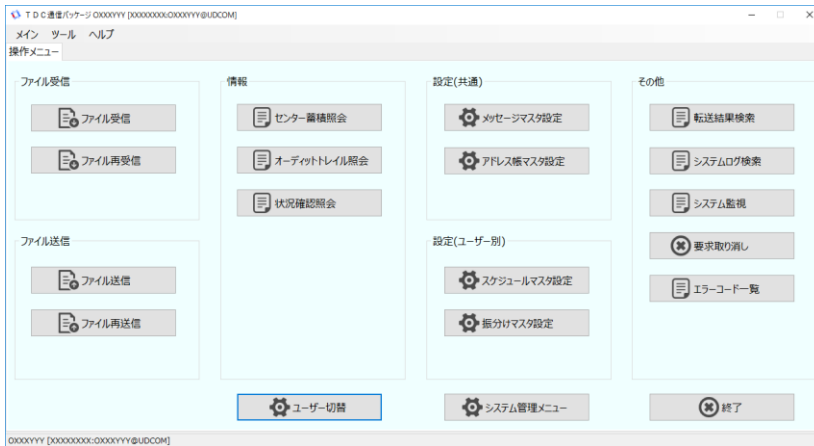 TDC通信パッケージ OXXXYYY [XXXXXXXX:OXXXYYY@UDCOM]
メイン ツール ヘルプ
操作メニュー
ファイル受信
ファイル受信
ファイル再受信
ファイル送信
ファイル送信
ファイル再送信
情報
センター蓄積照会
オーディットトレイル照会
状況確認照会
ユーザー切替
設定(共通)
メッセージマスタ設定
アドレス帳マスタ設定
設定(ユーザー別)
スケジュールマスタ設定
振分けマスタ設定
システム管理メニュー
その他
転送結果検索
システムログ検索
システム監視
要求取り消し
エラーコード一覧
終了
OXXXYYY [XXXXXXXX::OXXXYYY@UDCOM]